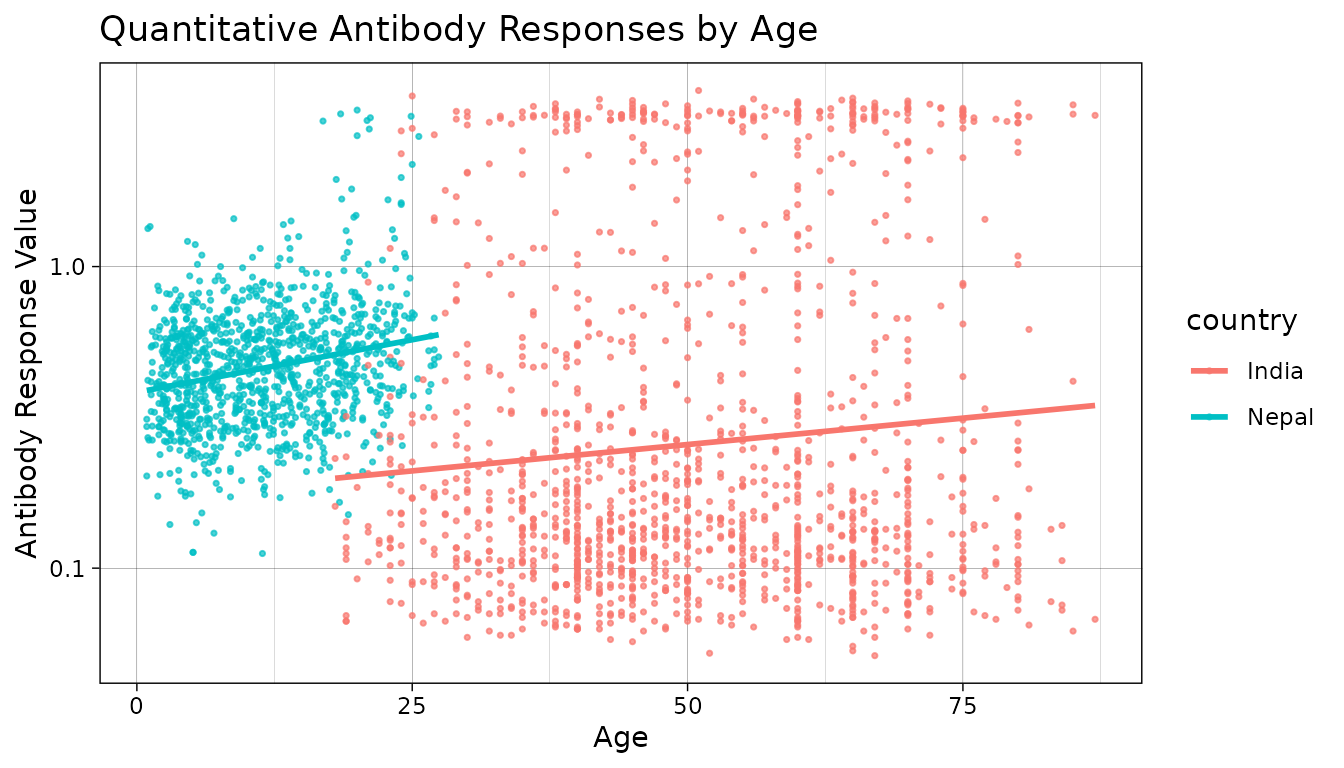 Quantitative Antibody Responses by Age
Antibody Response Value
1.0
0.1
0
25
50
75
Age
country
India
Nepal